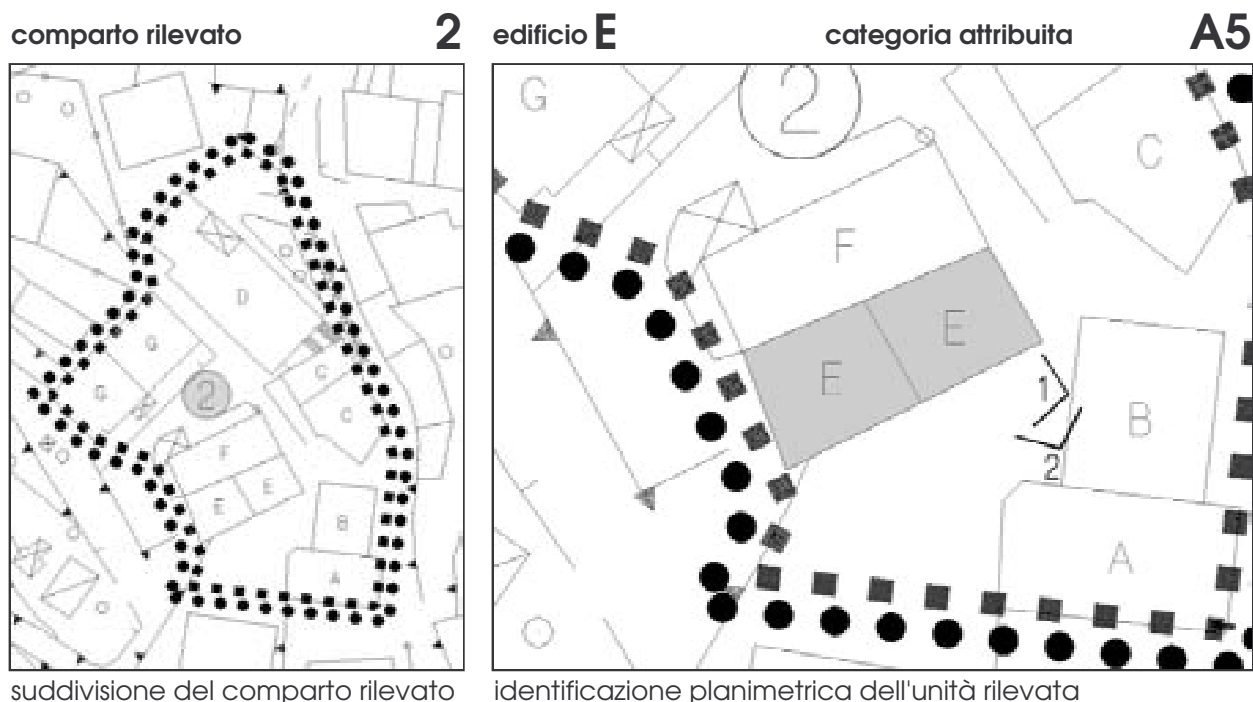 comparto rilevato 2
edificio E categoria attribuita A5
D
G
G
C
C
2
F
E
E
B
A
G
2
C
F
E
E
1
2
B
A
suddivisione del comparto rilevato
identificazione planimetrica dell'unità rilevata